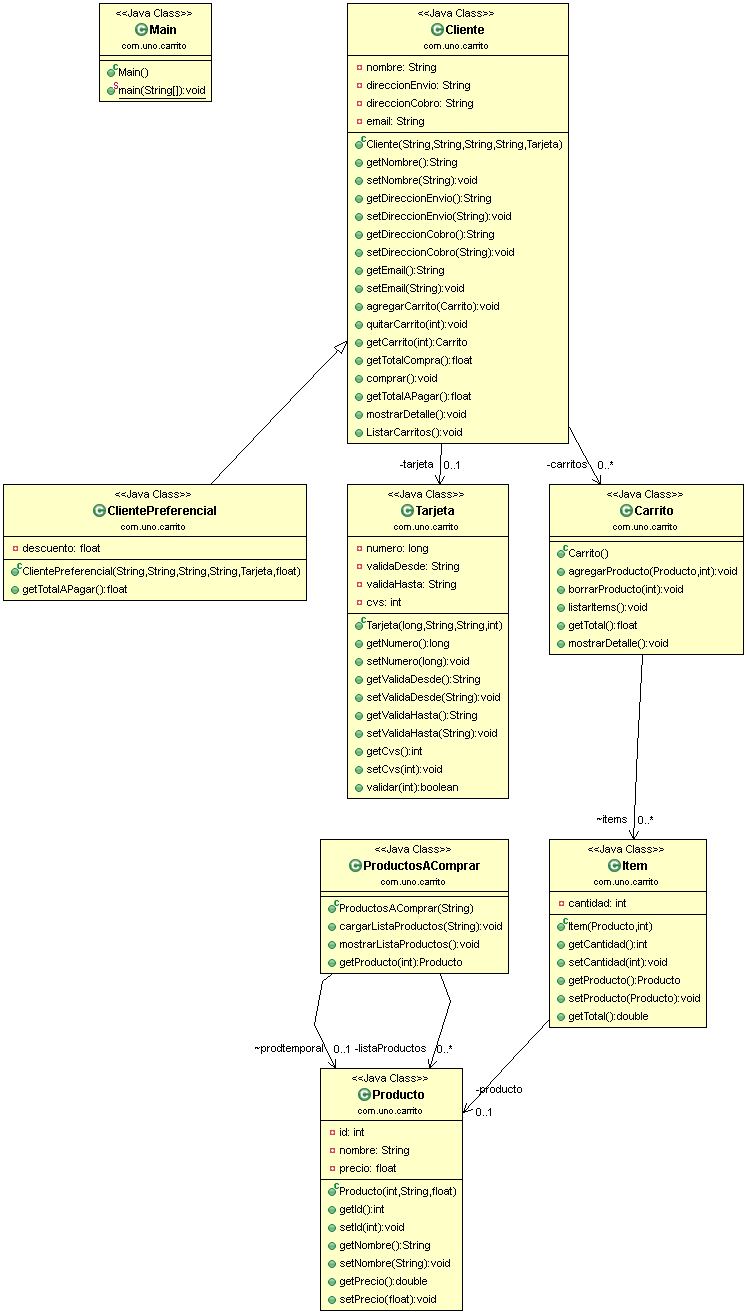 <<Java Class>>
Main
com.uno.carrito
Main()
main(String[]):void
<<Java Class>>
Cliente
com.uno.carrito
nombre: String
direccionEnvio: String
direccionCobro: String
email: String
Cliente(String,String,String,String,Tarjeta)
getNombre():String
setNombre(String):void
getDireccionEnvio():String
setDireccionEnvio(String):void
getDireccionCobro():String
setDireccionCobro(String):void
getEmail():String
setEmail(String):void
agregarCarrito(Carrito):void
quitarCarrito(int):void
getCarrito(int):Carrito
getTotalCompra():float
comprar():void
getTotalAPagar():float
mostrarDetalle():void
ListarCarritos():void
-tarjeta 0..1
-carritos 0..*
<<Java Class>>
ClientePreferencial
com.uno.carrito
descuento: float
ClientePreferencial(String,String,String,String,Tarjeta,float)
getTotalAPagar():float
<<Java Class>>
Tarjeta
com.uno.carrito
numero: long
validaDesde: String
validaHasta: String
cvs: int
Tarjeta(long,String,String,int)
getNumero():long
setNumero(long):void
getValidaDesde():String
setValidaDesde(String):void
getValidaHasta():String
setValidaHasta(String):void
getCvs():int
setCvs(int):void
validar(int):boolean
<<Java Class>>
Carrito
com.uno.carrito
Carrito()
agregarProducto(Producto,int):void
borrarProducto(int):void
listarItems():void
getTotal():float
mostrarDetalle():void
~items 0..*
<<Java Class>>
ProductosAComprar
com.uno.carrito
ProductosAComprar(String)
cargarListaProductos(String):void
mostrarListaProductos():void
getProducto(int):Producto
<<Java Class>>
Item
com.uno.carrito
cantidad: int
Item(Producto,int)
getCantidad():int
setCantidad(int):void
getProducto():Producto
setProducto(Producto):void
getTotal():double
~prodtemporal 0..1
-listaProductos 0..*
-producto
0..1
<<Java Class>>
Producto
com.uno.carrito
id: int
nombre: String
precio: float
Producto(int,String,float)
getId():int
setId(int):void
getNombre():String
setNombre(String):void
getPrecio():double
setPrecio(float):void